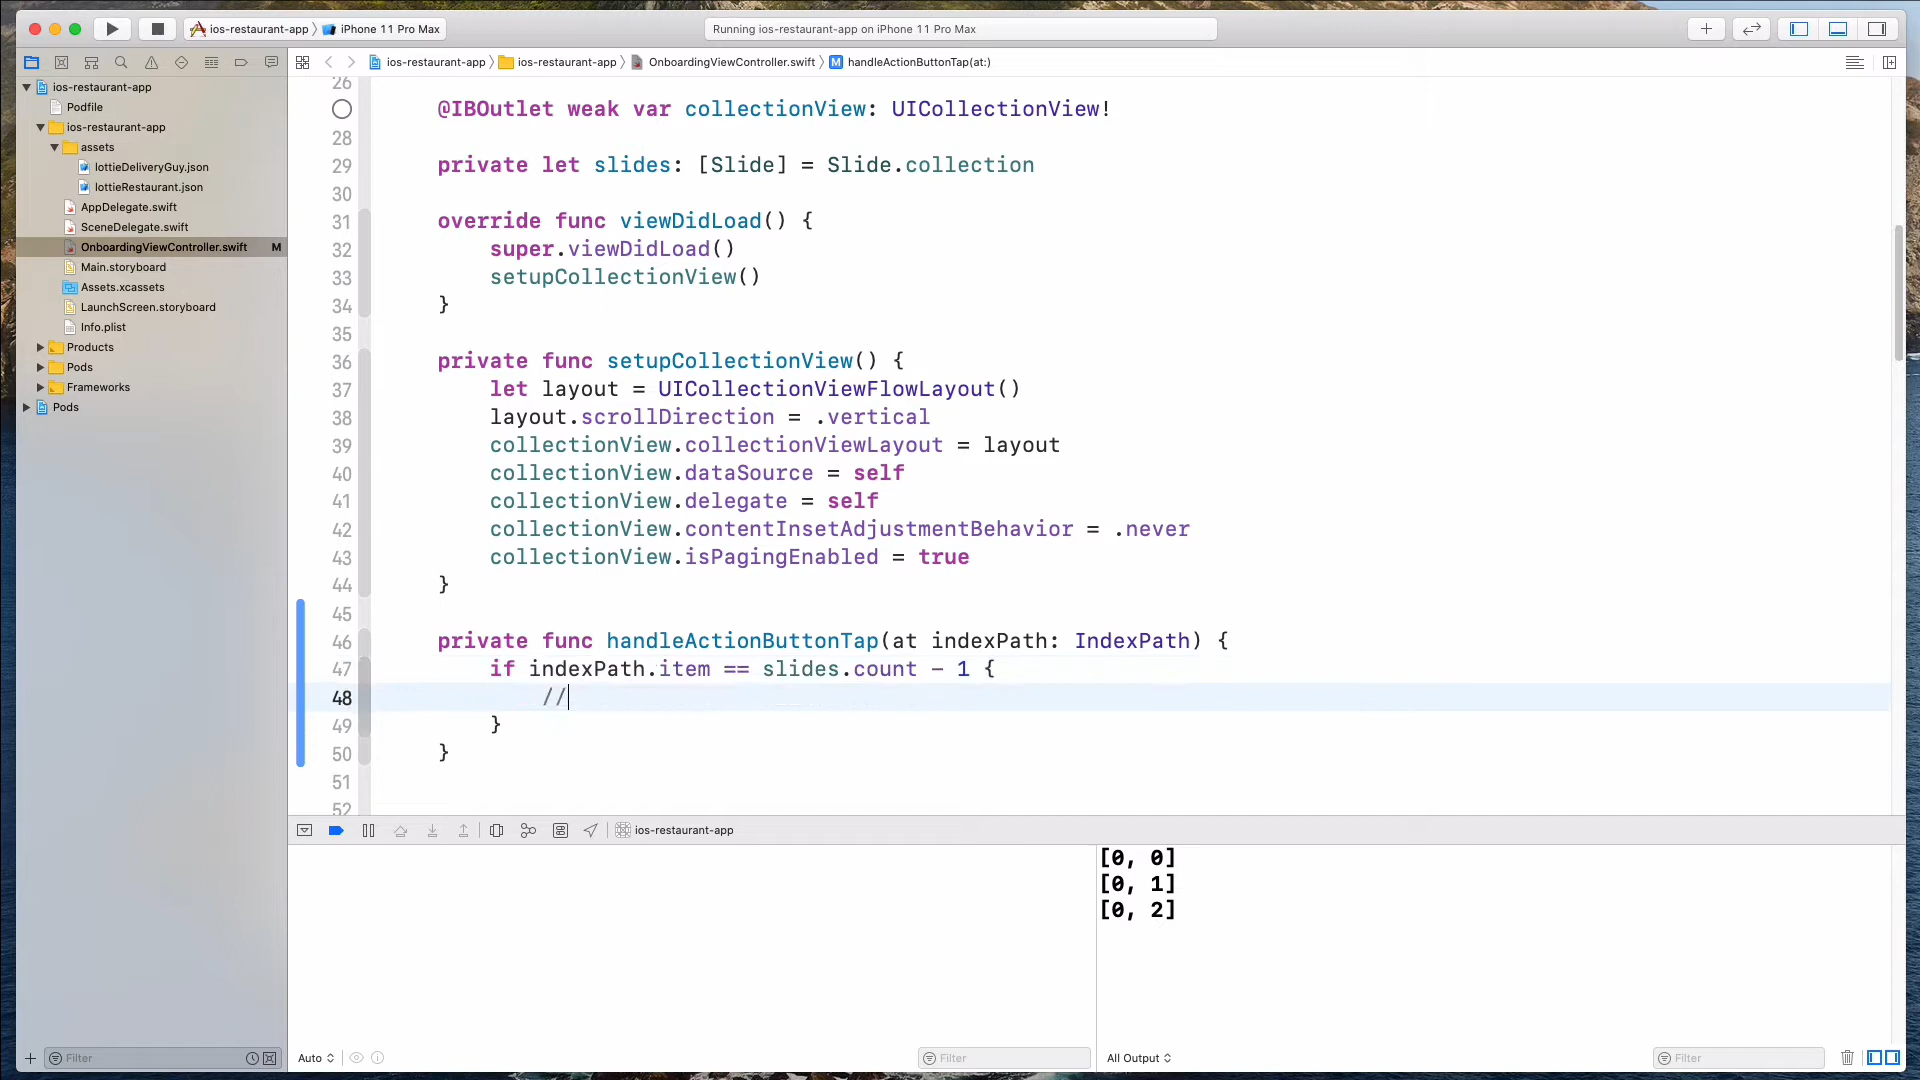 ios-restaurant-app
iPhone 11 Pro Max
Running ios-restaurant-app on iPhone 11 Pro Max
ios-restaurant-app
ios-restaurant-app
OnboardingViewController.swift
M handleActionButtonTap(at:)
ios-restaurant-app
Podfile
ios-restaurant-app
assets
lottieDeliveryGuy.json
lottieRestaurant.json
AppDelegate.swift
SceneDelegate.swift
OnboardingViewController.swift M
Main.storyboard
Assets.xcassets
LaunchScreen.storyboard
Info.plist
Products
Pods
Frameworks
Pods
Filter
26
@IBOutlet weak var collectionView: UICollectionView!
28
29 private let slides: [Slide] = Slide.collection
30
31 override func viewDidLoad() {
32 super.viewDidLoad()
33 setupCollectionView()
34 }
35
36 private func setupCollectionView() {
37 let layout = UICollectionViewFlowLayout()
38 layout.scrollDirection = .vertical
39 collectionView.collectionViewLayout = layout
40 collectionView.dataSource = self
41 collectionView.delegate = self
42 collectionView.contentInsetAdjustmentBehavior = .never
43 collectionView.isPagingEnabled = true
44 }
45
46 private func handleActionButtonTap(at indexPath: IndexPath) {
47 if indexPath.item == slides.count - 1 {
48 //
49 }
50 }
51
52
ios-restaurant-app
[0, 0]
[0, 1]
[0, 2]
Auto
Filter
All Output
Filter